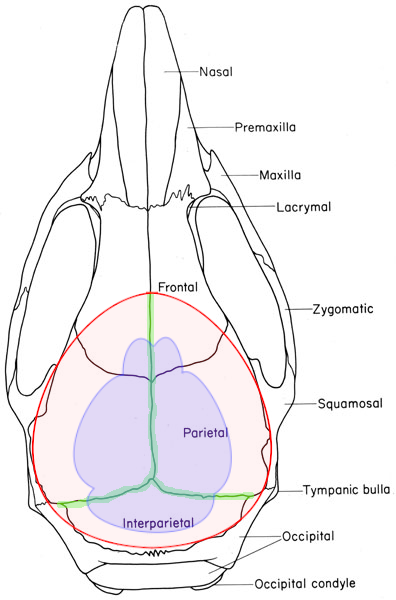 Nasal
Premaxilla
Maxilla
Lacrymal
Frontal
Zygomatic
Squamosal
Parietal
Tympanic bulla
Interparietal
Occipital
Occipital condyle